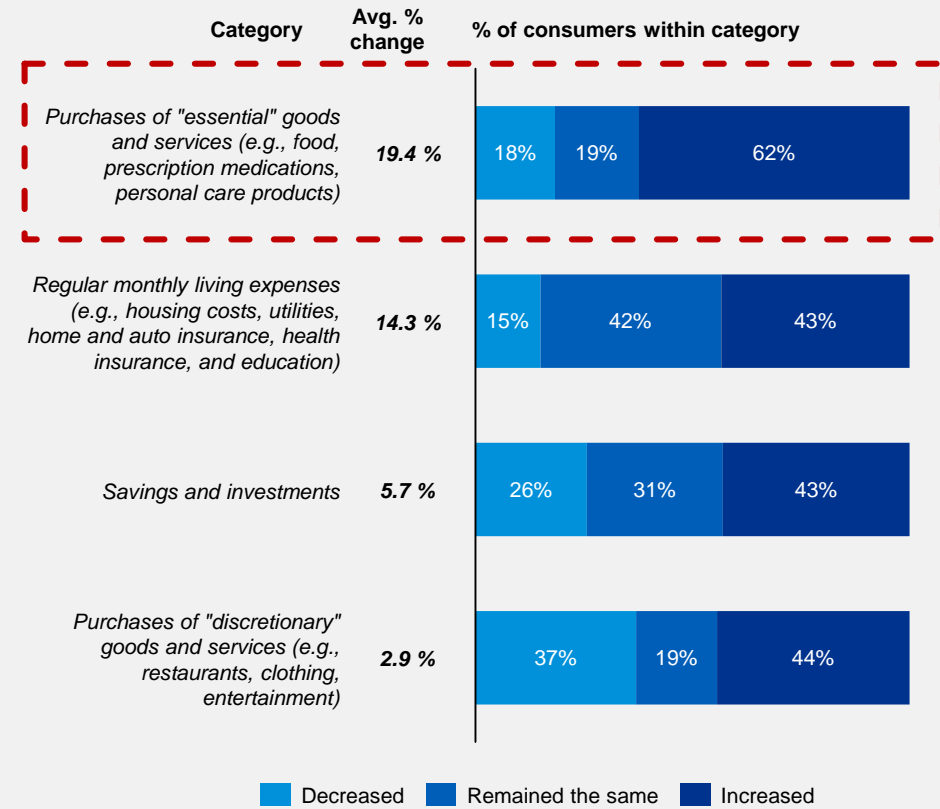 Category
Avg. %
change
% of consumers within category
Purchases of "essential" goods
and services (e.g., food,
prescription medications,
personal care products)
19.4 %
18%
19%
62%
Regular monthly living expenses
(e.g., housing costs, utilities,
home and auto insurance, health
insurance, and education)
14.3 %
15%
42%
43%
Savings and investments
5.7 %
26%
31%
43%
Purchases of "discretionary"
goods and services (e.g.,
restaurants, clothing,
entertainment)
2.9 %
37%
19%
44%
Decreased
Remained the same
Increased